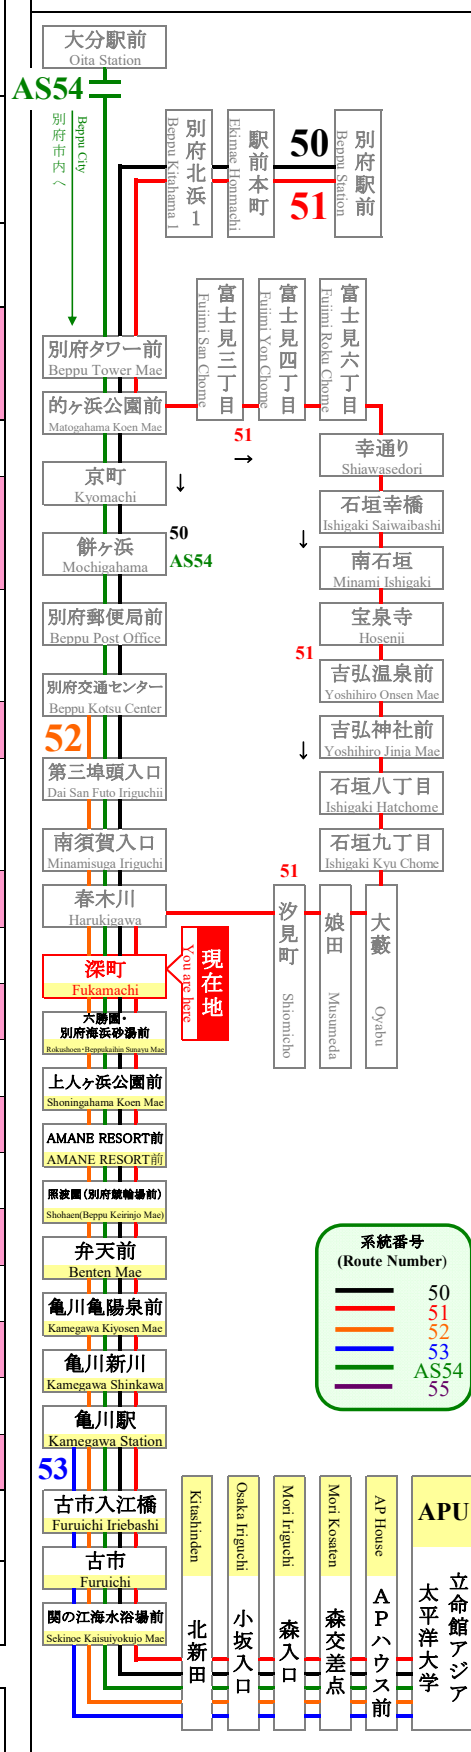 大分駅前
Oita Station
AS54
Beppu City
別府市内へ
別府北浜1
Beppu Kitahama 1
駅前本町
Ekimae Honmachi
50
51
別府駅前
Beppu Station
別府タワー前
Beppu Tower Mae
的ヶ浜公園前
Matogahama Koen Mae
富士見三丁目
Fujimi San Chome
富士見四丁目
Fujimi Yon Chome
富士見六丁目
Fujimi Roku Chome
51
→
幸通り
Shiawasedori
京町
Kyomachi
↓
石垣幸橋
Ishigaki Saiwaibashi
餅ヶ浜
Mochigahama
50
AS54
↓
南石垣
Minami Ishigaki
別府郵便局前
Beppu Post Office
宝泉寺
Hosenji
51
別府交通センター
Beppu Kotsu Center
吉弘温泉前
Yoshihiro Onsen Mae
52
↓
吉弘神社前
Yoshihiro Jinja Mae
第三埠頭入口
Dai San Futo Iriguchii
石垣八丁目
Ishigaki Hatchome
南須賀入口
Minamisuga Iriguchi
石垣九丁目
Ishigaki Kyu Chome
51
春木川
Harukigawa
汐見町
Shiomicho
娘田
Musumeda
大藪
Oyabu
深町
Fukamachi
現在地
You are here
六勝園・
別府海浜砂湯前
Rokushoen･Beppukaihin Sunayu Mae
上人ヶ浜公園前
Shoningahama Koen Mae
AMANE RESORT前
AMANE RESORT前
照波園(別府競輪場前)
Shohaen(Beppu Keirinjo Mae)
弁天前
Benten Mae
亀川亀陽泉前
Kamegawa Kiyosen Mae
亀川新川
Kamegawa Shinkawa
亀川駅
Kamegawa Station
系統番号
(Route Number)
50
51
52
53
AS54
55
53
古市入江橋
Furuichi Iriebashi
古市
Furuichi
関の江海水浴場前
Sekinoe Kaisuiyokujo Mae
Kitashinden
北新田
Osaka Iriguchi
小坂入口
Mori Iriguchi
森入口
Mori Kosaten
森交差点
AP House
APハウス前
APU
立命館アジア
太平洋大学